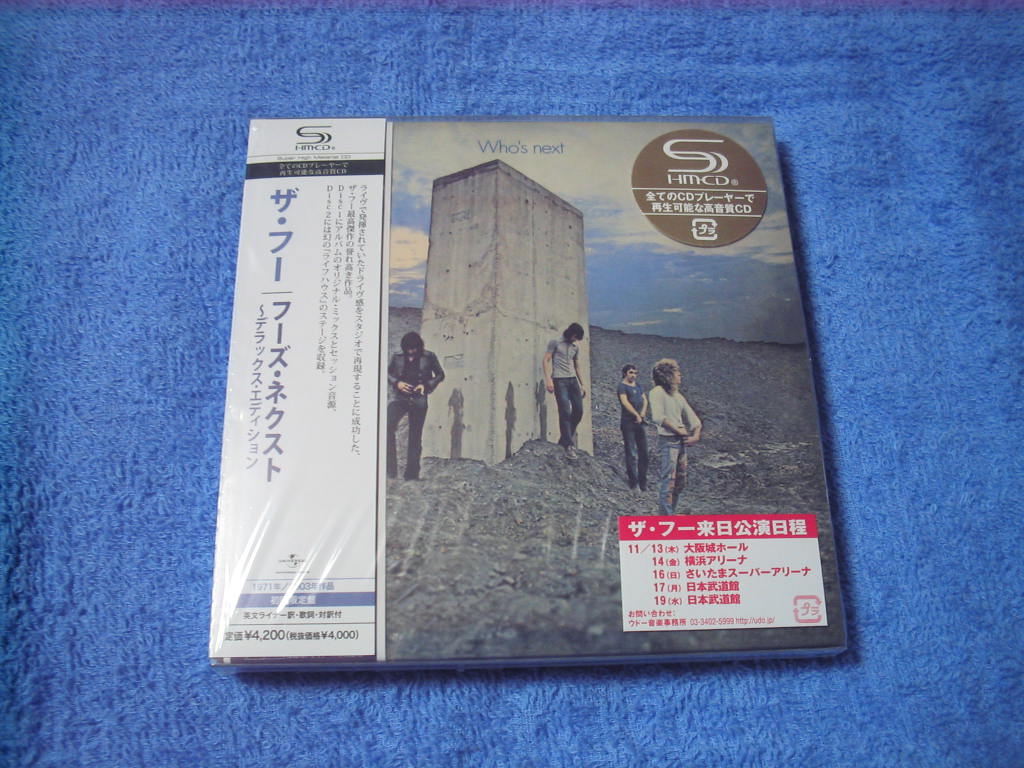 SHM-CD®
Super High Material CD
全てのCDプレーヤーで
再生可能な高音質CD
ザ・フー｜フーズ・ネクスト
～デラックス・エディション
ライヴで発揮されていたドライヴ感をスタジオで再現することに成功した、
ザ・フー最高傑作の誉れ高き作品。
Disc 1にアルバムのオリジナル・ミックスとセッション音源、
Disc 2には幻の『ライフハウス』のステージを収録。
UNIVERSAL
英文ライナー訳・歌詞・対訳付
定価¥4,200(税抜価格¥4,000)
Who's next
SHM-CD®
全てのCDプレーヤーで
再生可能な高音質CD
プラ
ザ・フー来日公演日程
11／13(木) 大阪城ホール
14(金) 横浜アリーナ
16(日) さいたまスーパーアリーナ
17(月) 日本武道館
19(水) 日本武道館
お問い合わせ:
ウドー音楽事務所 03-3402-5999 http://udo.jp/
プラ